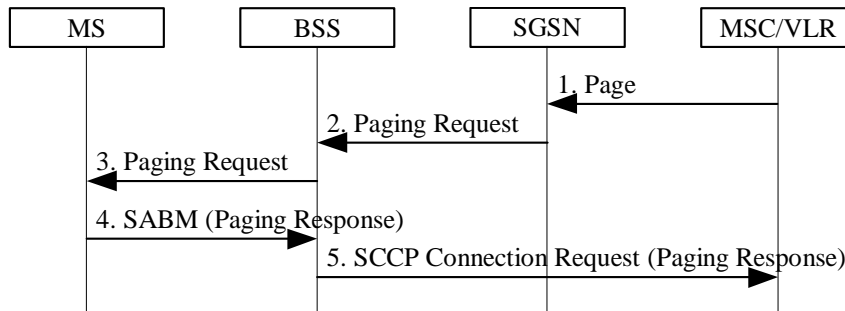 MS
BSS
SGSN
MSC/VLR
1. Page
2. Paging Request
3. Paging Request
4. SABM (Paging Response)
5. SCCP Connection Request (Paging Response)